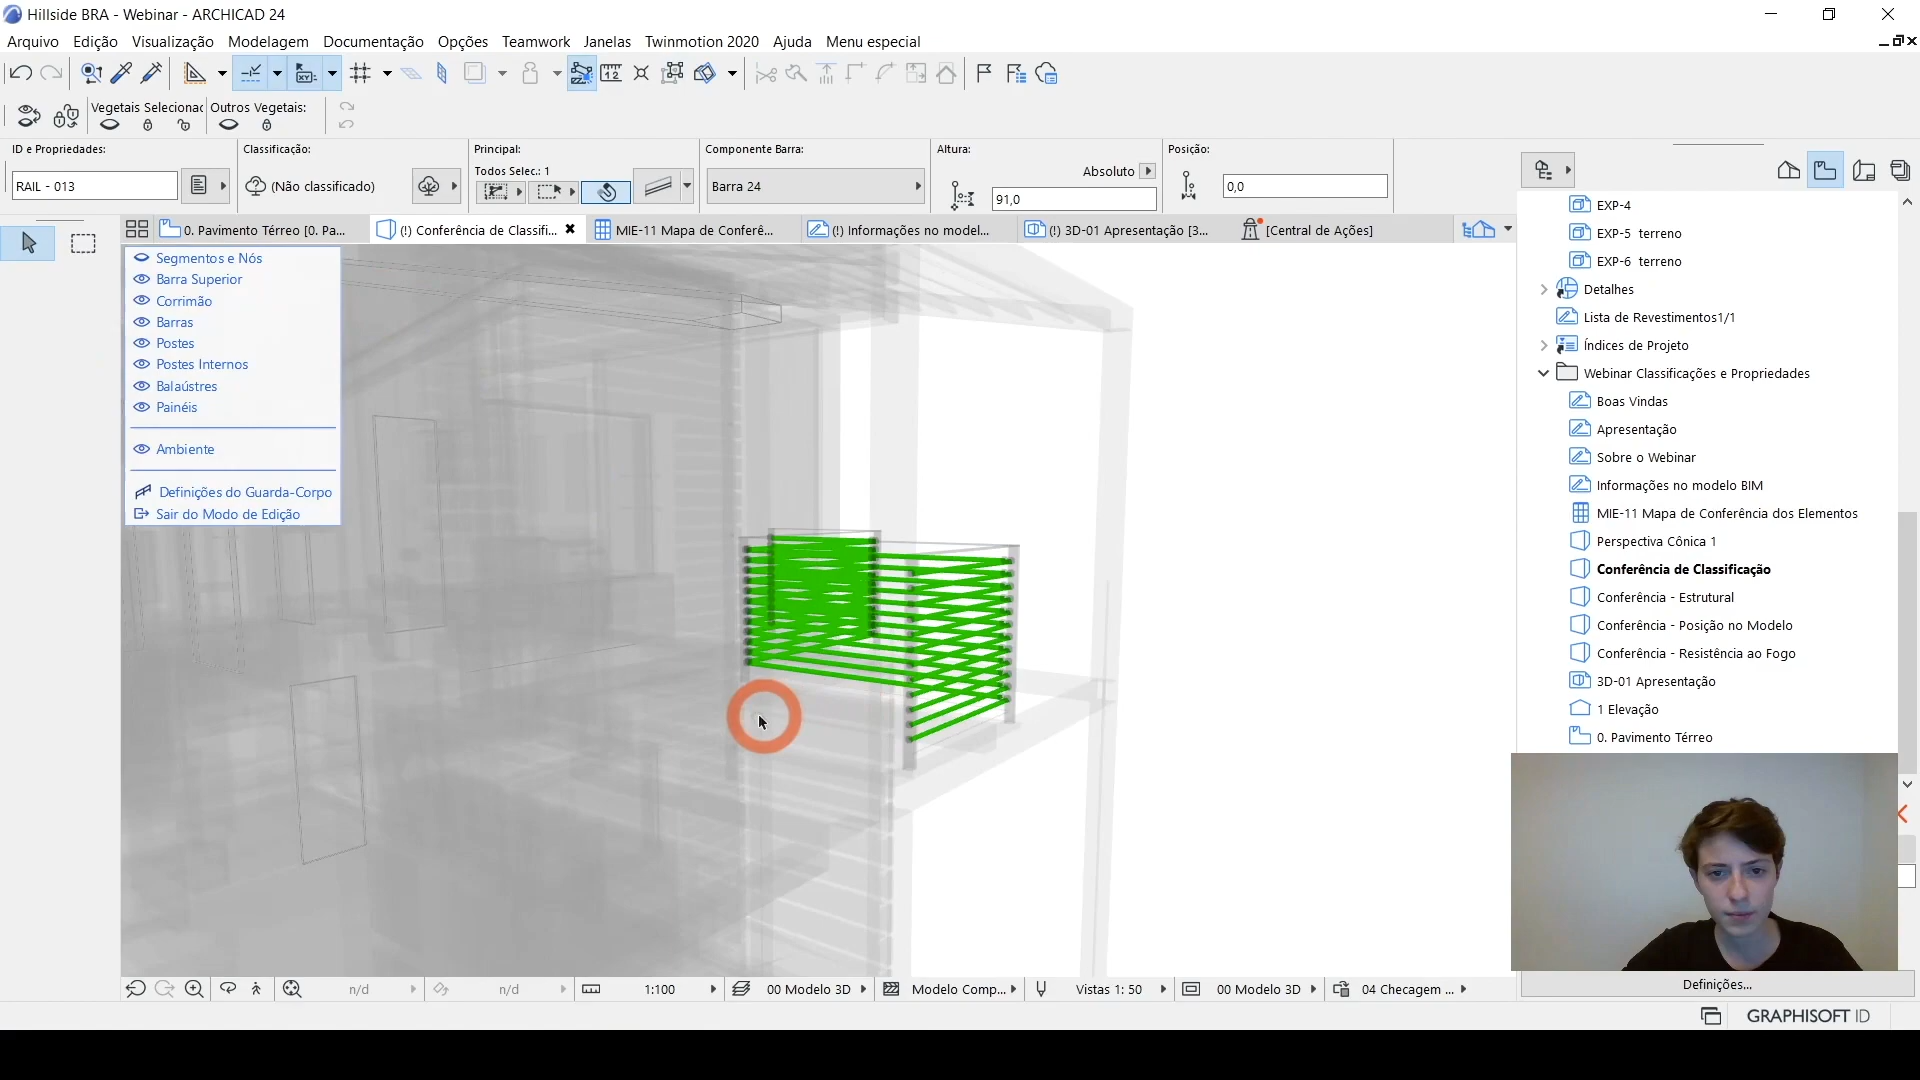 Hillside BRA - Webinar - ARCHICAD 24
Arquivo Edição Visualização Modelagem Documentação Opções Teamwork Janelas Twinmotion 2020 Ajuda Menu especial
Vegetais Selecionac Outros Vegetais:
ID e Propriedades: Classificação: Principal: Componente Barra: Altura: Posição:
Todos Selec.: 1 Absoluto
RAIL - 013 (Não classificado) Barra 24 91,0 0,0
0. Pavimento Térreo [0. Pa... (!) Conferência de Classifi... MIE-11 Mapa de Conferê... (!) Informações no model... (!) 3D-01 Apresentação [3... [Central de Ações]
Segmentos e Nós
Barra Superior
Corrimão
Barras
Postes
Postes Internos
Balaústres
Painéis
Ambiente
Definições do Guarda-Corpo
Sair do Modo de Edição
EXP-4
EXP-5 terreno
EXP-6 terreno
Detalhes
Lista de Revestimentos1/1
Índices de Projeto
Webinar Classificações e Propriedades
Boas Vindas
Apresentação
Sobre o Webinar
Informações no modelo BIM
MIE-11 Mapa de Conferência dos Elementos
Perspectiva Cônica 1
Conferência de Classificação
Conferência - Estrutural
Conferência - Posição no Modelo
Conferência - Resistência ao Fogo
3D-01 Apresentação
1 Elevação
0. Pavimento Térreo
Definições...
n/d n/d 1:100 00 Modelo 3D Modelo Comp... Vistas 1: 50 00 Modelo 3D 04 Checagem ...
GRAPHISOFT ID